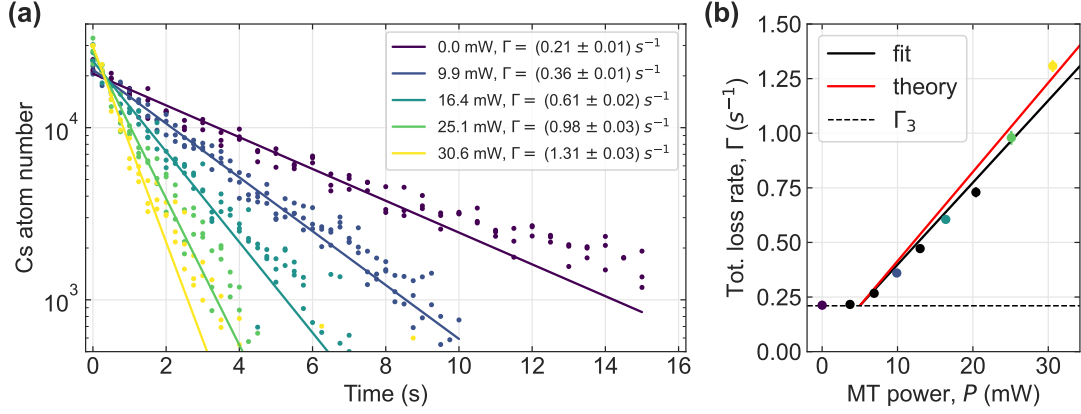 (a)
Cs atom number
10⁴
10³
0.0 mW, Γ = (0.21 ± 0.01) s⁻¹
9.9 mW, Γ = (0.36 ± 0.01) s⁻¹
16.4 mW, Γ = (0.61 ± 0.02) s⁻¹
25.1 mW, Γ = (0.98 ± 0.03) s⁻¹
30.6 mW, Γ = (1.31 ± 0.03) s⁻¹
0 2 4 6 8 10 12 14 16
Time (s)
(b)
Tot. loss rate, Γ (s⁻¹)
1.50
1.25
1.00
0.75
0.50
0.25
0.00
fit
theory
Γ₃
0 10 20 30
MT power, P (mW)